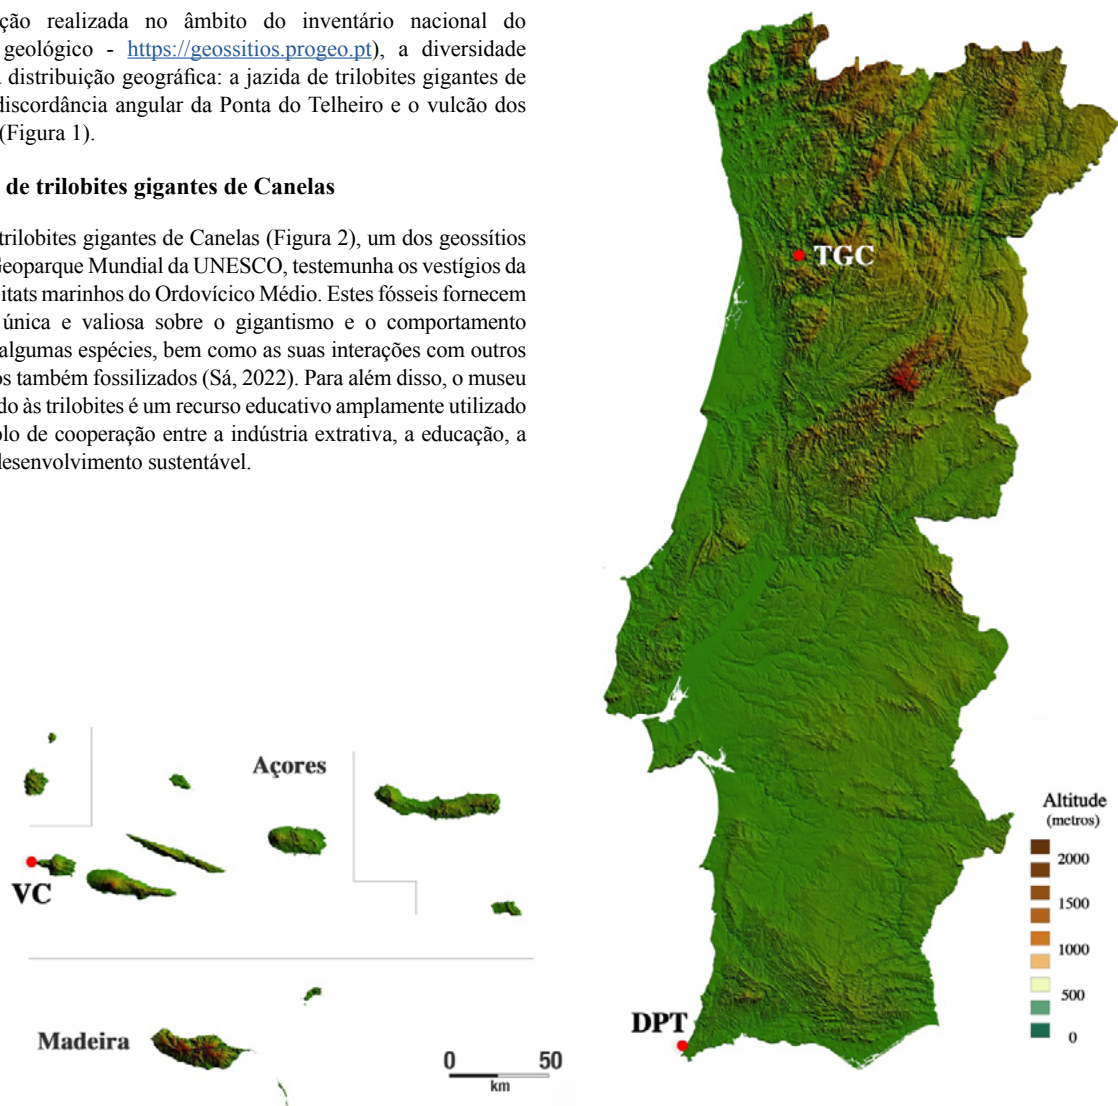 ção realizada no âmbito do inventário nacional do
geológico - https://geossitios.progeo.pt), a diversidade
a distribuição geográfica: a jazida de trilobites gigantes de
discordância angular da Ponta do Telheiro e o vulcão dos
(Figura 1).
de trilobites gigantes de Canelas
trilobites gigantes de Canelas (Figura 2), um dos geossítios
Geoparque Mundial da UNESCO, testemunha os vestígios da
bitats marinhos do Ordovícico Médio. Estes fósseis fornecem
única e valiosa sobre o gigantismo e o comportamento
algumas espécies, bem como as suas interações com outros
os também fossilizados (Sá, 2022). Para além disso, o museu
do às trilobites é um recurso educativo amplamente utilizado
plo de cooperação entre a indústria extrativa, a educação, a
desenvolvimento sustentável.
TGC
Açores
VC
Madeira
0 50
km
DPT
Altitude
(metros)
2000
1500
1000
500
0